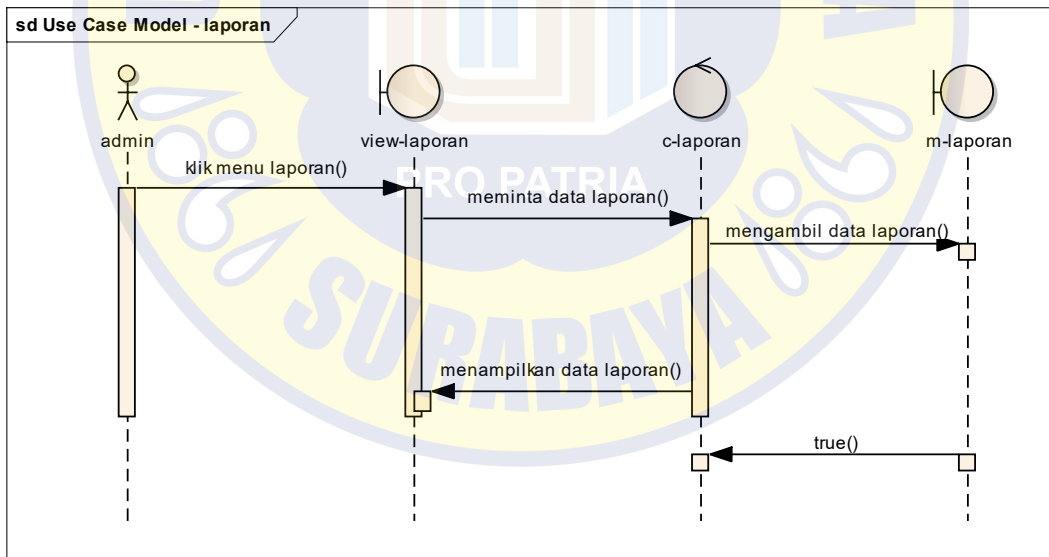 sd Use Case Model - laporan
admin
view-laporan
c-laporan
m-laporan
klik menu laporan()
PRO PATRIA
meminta data laporan()
mengambil data laporan()
SURABAYA
menampilkan data laporan()
true()